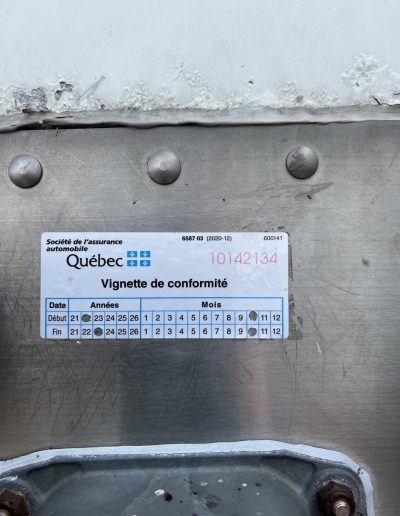 Société de l'assurance 6587 03 (2020-12) 600141
automobile
Québec 10142134
Vignette de conformité
Date Années Mois
Début 21 23 24 25 26 1 2 3 4 5 6 7 8 9 11 12
Fin 21 22 24 25 26 1 2 3 4 5 6 7 8 9 11 12